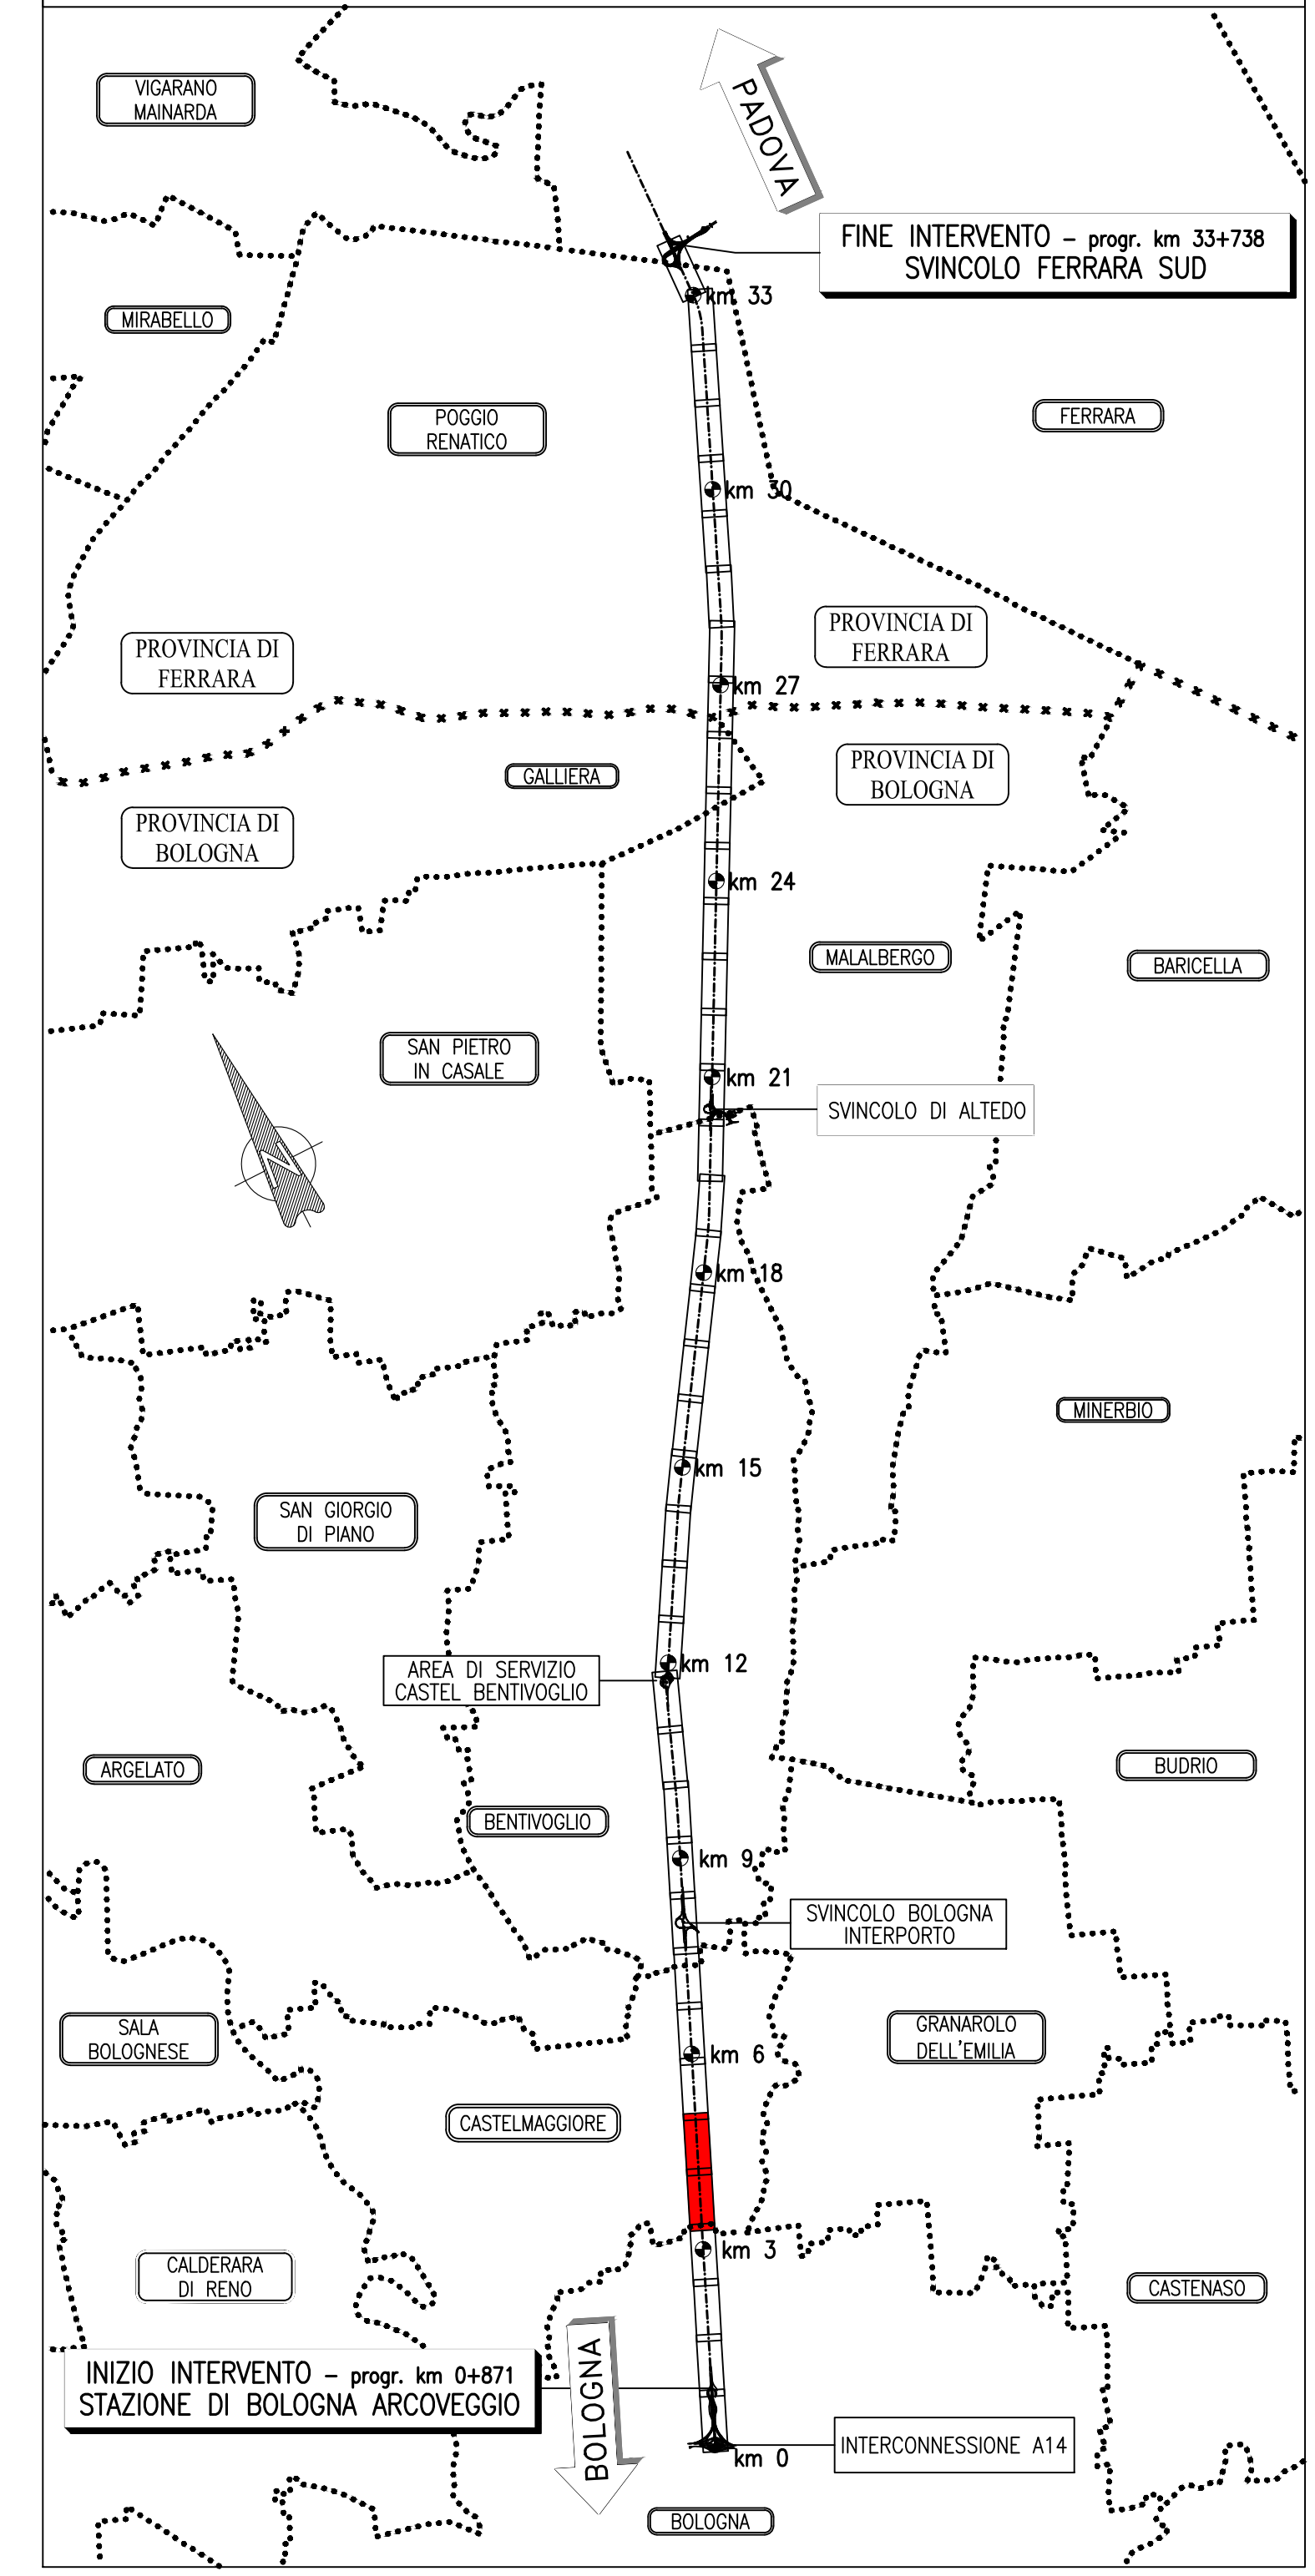 VIGARANO
MAINARDA
PADOVA
FINE INTERVENTO – progr. km 33+738
SVINCOLO FERRARA SUD
km 33
MIRABELLO
POGGIO
RENATICO
FERRARA
km 30
PROVINCIA DI
FERRARA
PROVINCIA DI
FERRARA
km 27
GALLIERA
PROVINCIA DI
BOLOGNA
PROVINCIA DI
BOLOGNA
km 24
MALALBERGO
BARICELLA
SAN PIETRO
IN CASALE
km 21
SVINCOLO DI ALTEDO
N
km 18
MINERBIO
km 15
SAN GIORGIO
DI PIANO
km 12
AREA DI SERVIZIO
CASTEL BENTIVOGLIO
ARGELATO
BUDRIO
BENTIVOGLIO
km 9
SVINCOLO BOLOGNA
INTERPORTO
SALA
BOLOGNESE
GRANAROLO
DELL'EMILIA
km 6
CASTELMAGGIORE
km 3
CALDERARA
DI RENO
CASTENASO
INIZIO INTERVENTO – progr. km 0+871
STAZIONE DI BOLOGNA ARCOVEGGIO
BOLOGNA
INTERCONNESSIONE A14
km 0
BOLOGNA